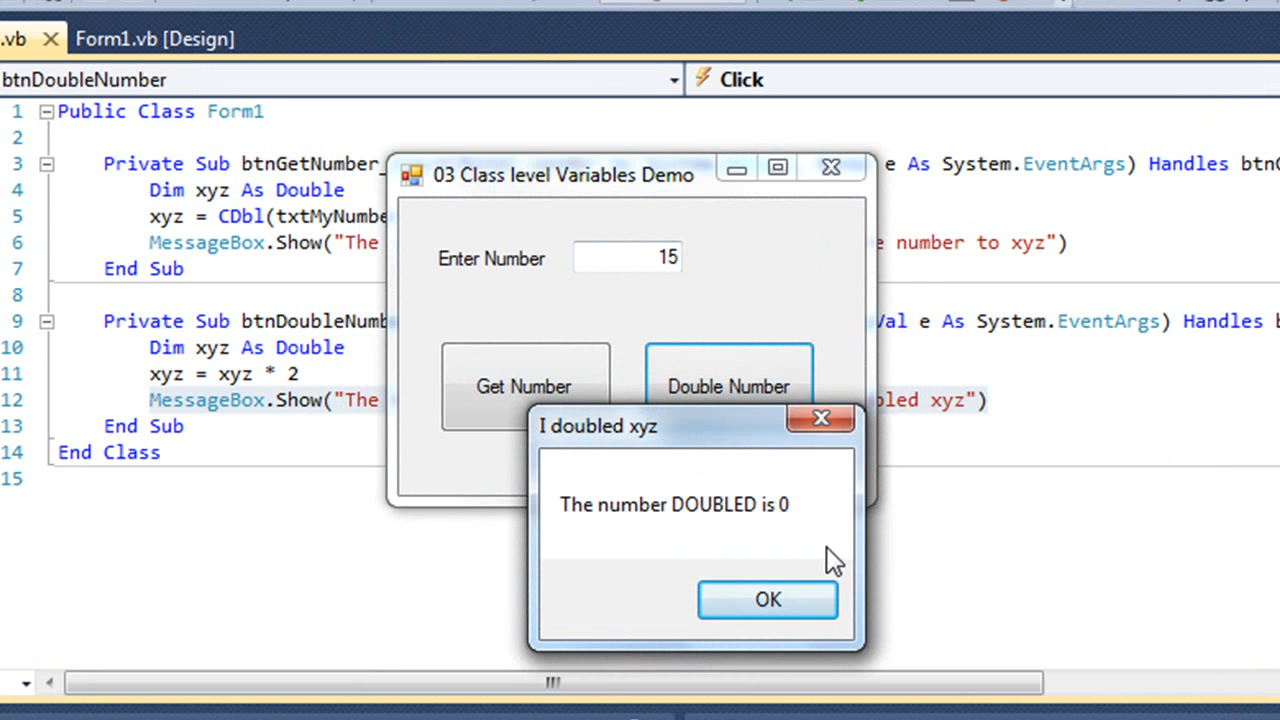 .vb Form1.vb [Design]
btnDoubleNumber Click
1 Public Class Form1
2
3 Private Sub btnGetNumber_ e As System.EventArgs) Handles
4 Dim xyz As Double
5 xyz = CDbl(txtMyNumbe
6 MessageBox.Show("The number to xyz")
7 End Sub
8
9 Private Sub btnDoubleNumb Val e As System.EventArgs) Handles
10 Dim xyz As Double
11 xyz = xyz * 2
12 MessageBox.Show("The bled xyz")
13 End Sub
14 End Class
15
03 Class level Variables Demo
Enter Number 15
Get Number Double Number
I doubled xyz
The number DOUBLED is 0
OK